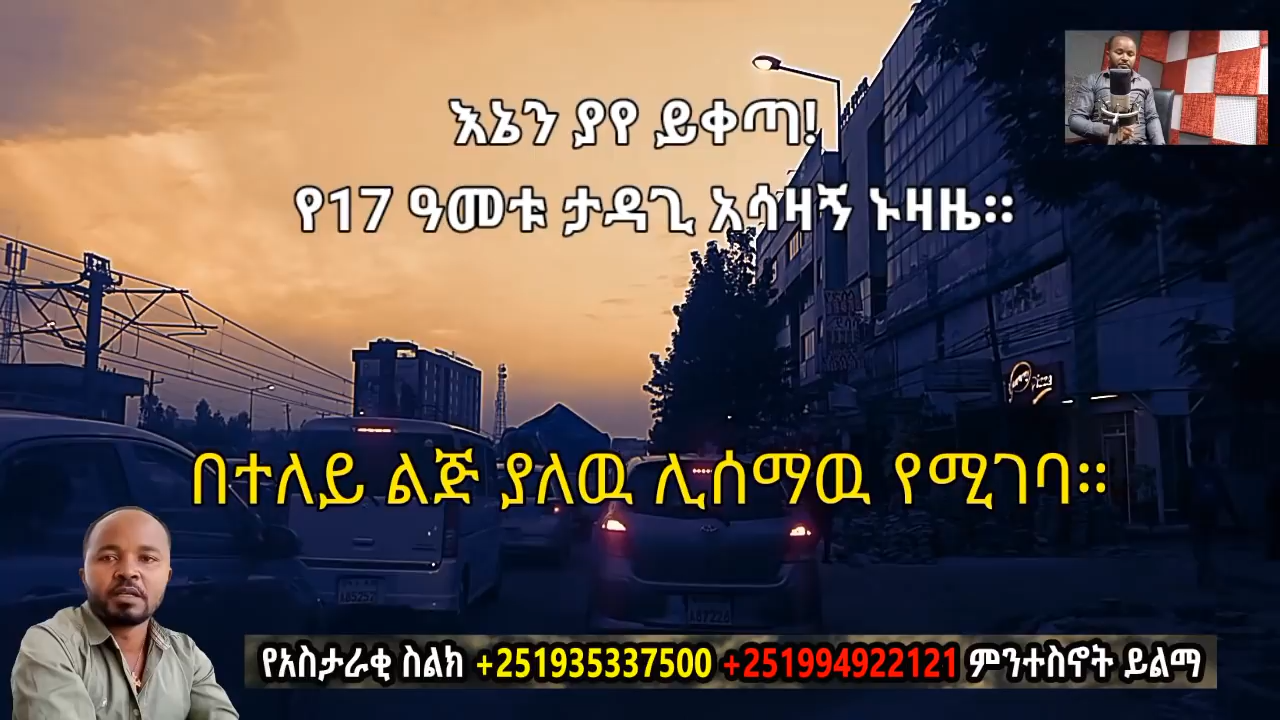 እኔን ያየ ይቀጣ!
የ17 ዓመቱ ታዳጊ አሳዛኝ ኑዛዜ።
በተለይ ልጅ ያለዉ ሊሰማዉ የሚገባ።
የአስታራቂ ስልክ +251935337500 +251994922121 ምንተስኖት ይልማ